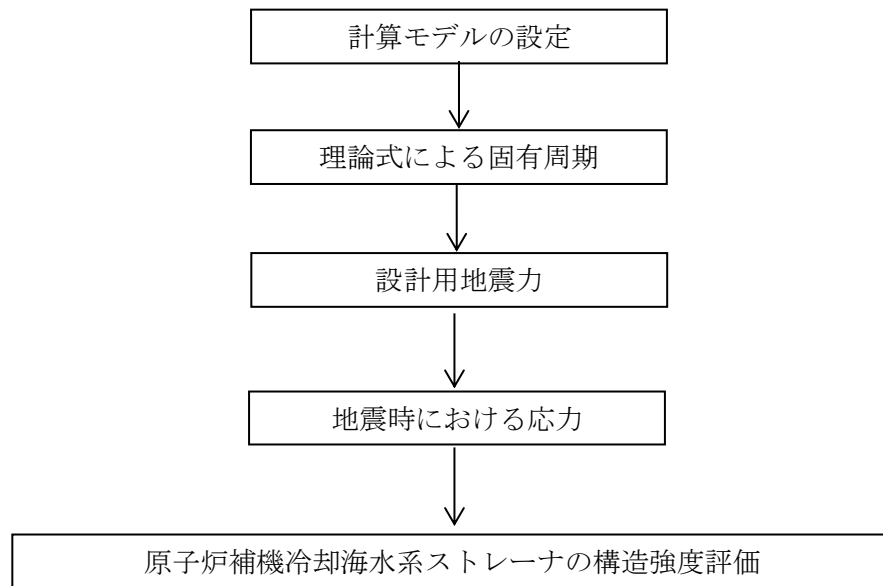 計算モデルの設定
理論式による固有周期
設計用地震力
地震時における応力
原子炉補機冷却海水系ストレーナの構造強度評価